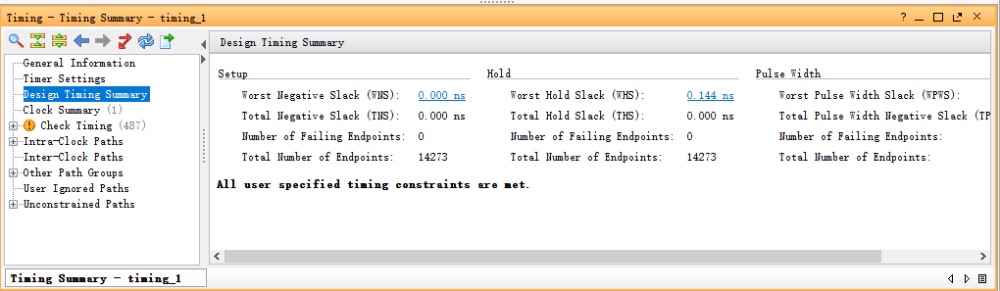 Timing - Timing Summary - timing_1
General Information
Timer Settings
Design Timing Summary
Clock Summary (1)
Check Timing (487)
Intra-Clock Paths
Inter-Clock Paths
Other Path Groups
User Ignored Paths
Unconstrained Paths
Design Timing Summary
Setup Hold Pulse Width
Worst Negative Slack (WNS): 0.000 ns Worst Hold Slack (WHS): 0.144 ns Worst Pulse Width Slack (WPWS):
Total Negative Slack (TNS): 0.000 ns Total Hold Slack (THS): 0.000 ns Total Pulse Width Negative Slack (TP
Number of Failing Endpoints: 0 Number of Failing Endpoints: 0 Number of Failing Endpoints:
Total Number of Endpoints: 14273 Total Number of Endpoints: 14273 Total Number of Endpoints:
All user specified timing constraints are met.
Timing Summary - timing_1